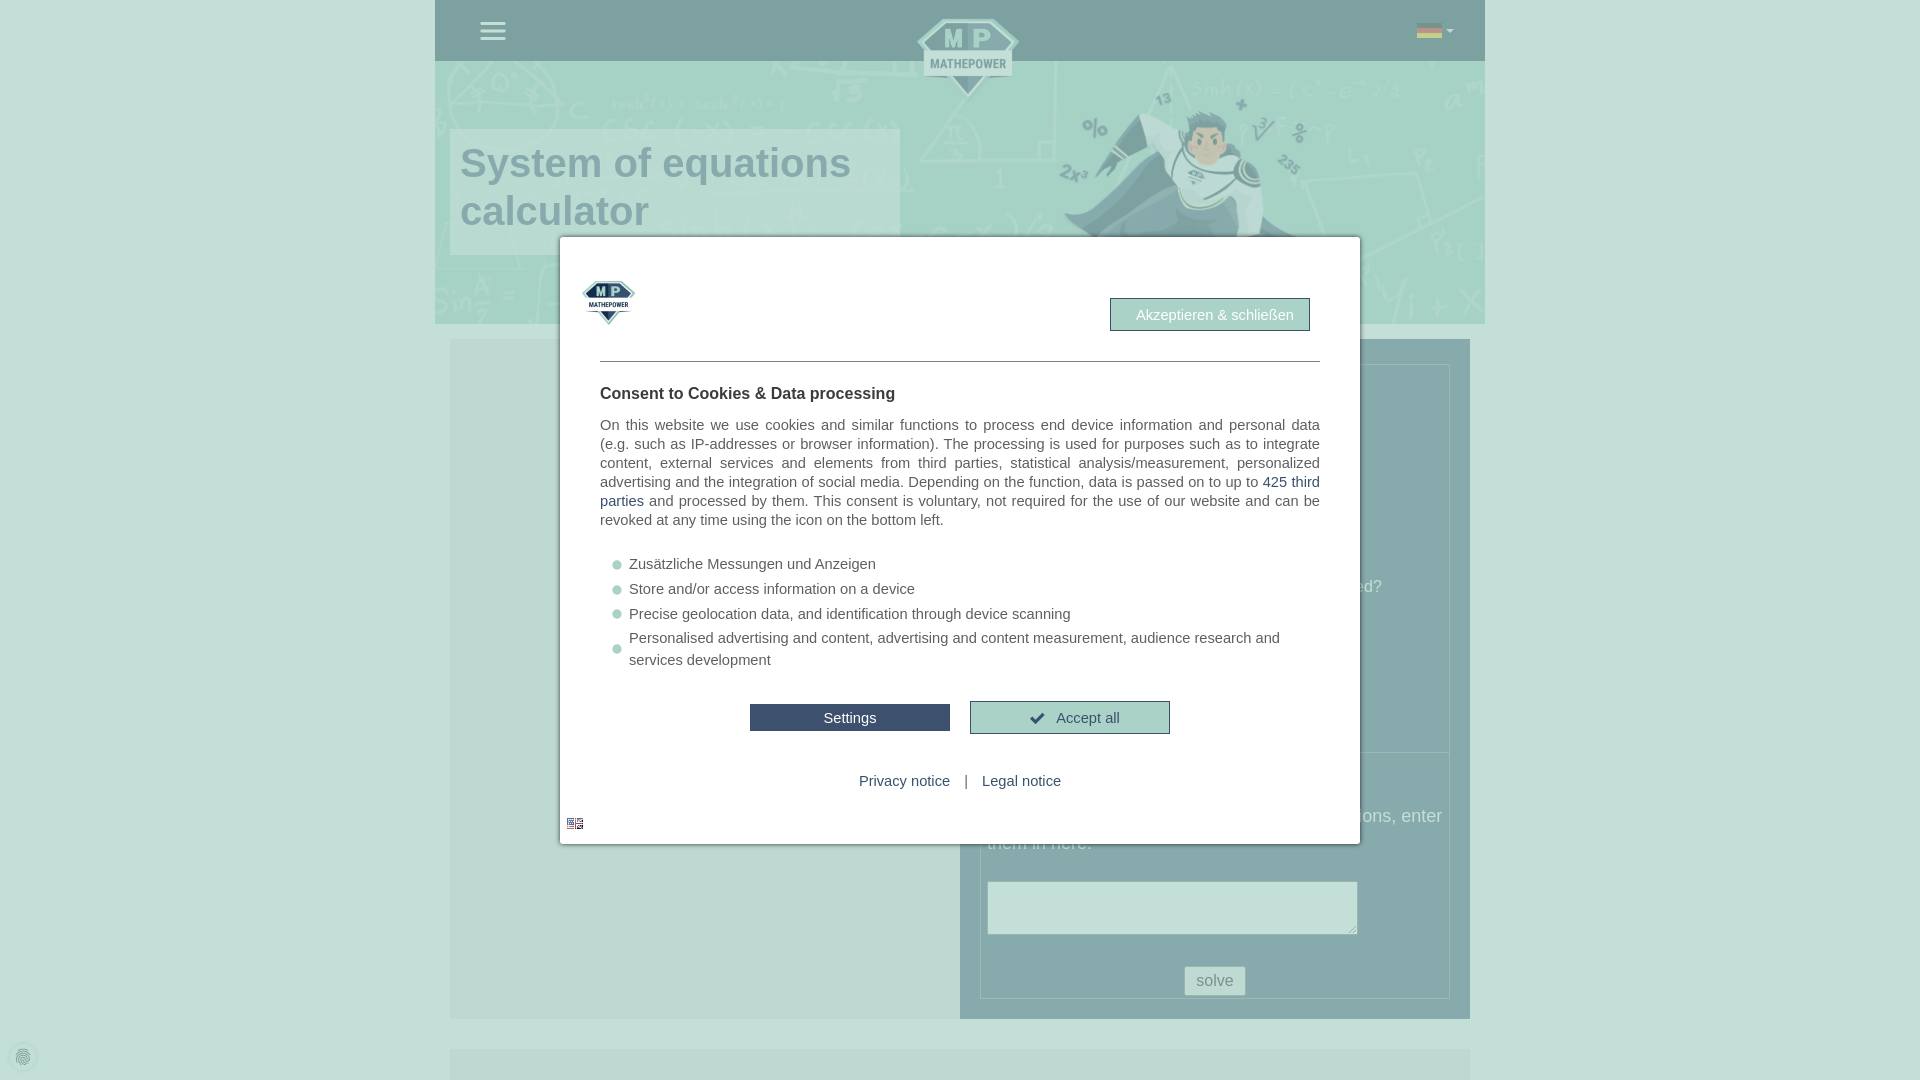 MP
MATHEPOWER
System of equations
calculator
%
13
+
3
%
2x³
235
MP
MATHEPOWER
Akzeptieren & schließen
Consent to Cookies & Data processing
On this website we use cookies and similar functions to process end device information and personal data
(e.g. such as IP-addresses or browser information). The processing is used for purposes such as to integrate
content, external services and elements from third parties, statistical analysis/measurement, personalized
advertising and the integration of social media. Depending on the function, data is passed on to up to 425 third
parties and processed by them. This consent is voluntary, not required for the use of our website and can be
revoked at any time using the icon on the bottom left.
Zusätzliche Messungen und Anzeigen
Store and/or access information on a device
Precise geolocation data, and identification through device scanning
Personalised advertising and content, advertising and content measurement, audience research and
services development
Settings
Accept all
Privacy notice | Legal notice
enter
them in here:
solve